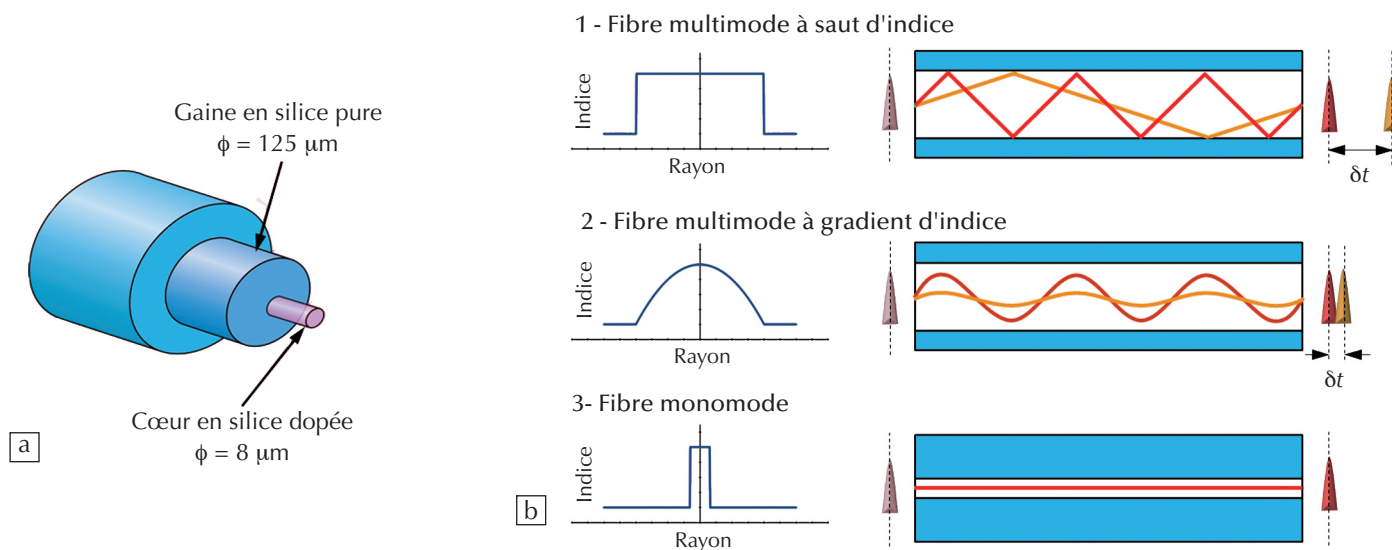 Gaine en silice pure
ϕ = 125 µm
Cœur en silice dopée
ϕ = 8 µm
a
1 - Fibre multimode à saut d'indice
Indice
Rayon
δt
2 - Fibre multimode à gradient d'indice
Indice
Rayon
δt
3- Fibre monomode
Indice
Rayon
b